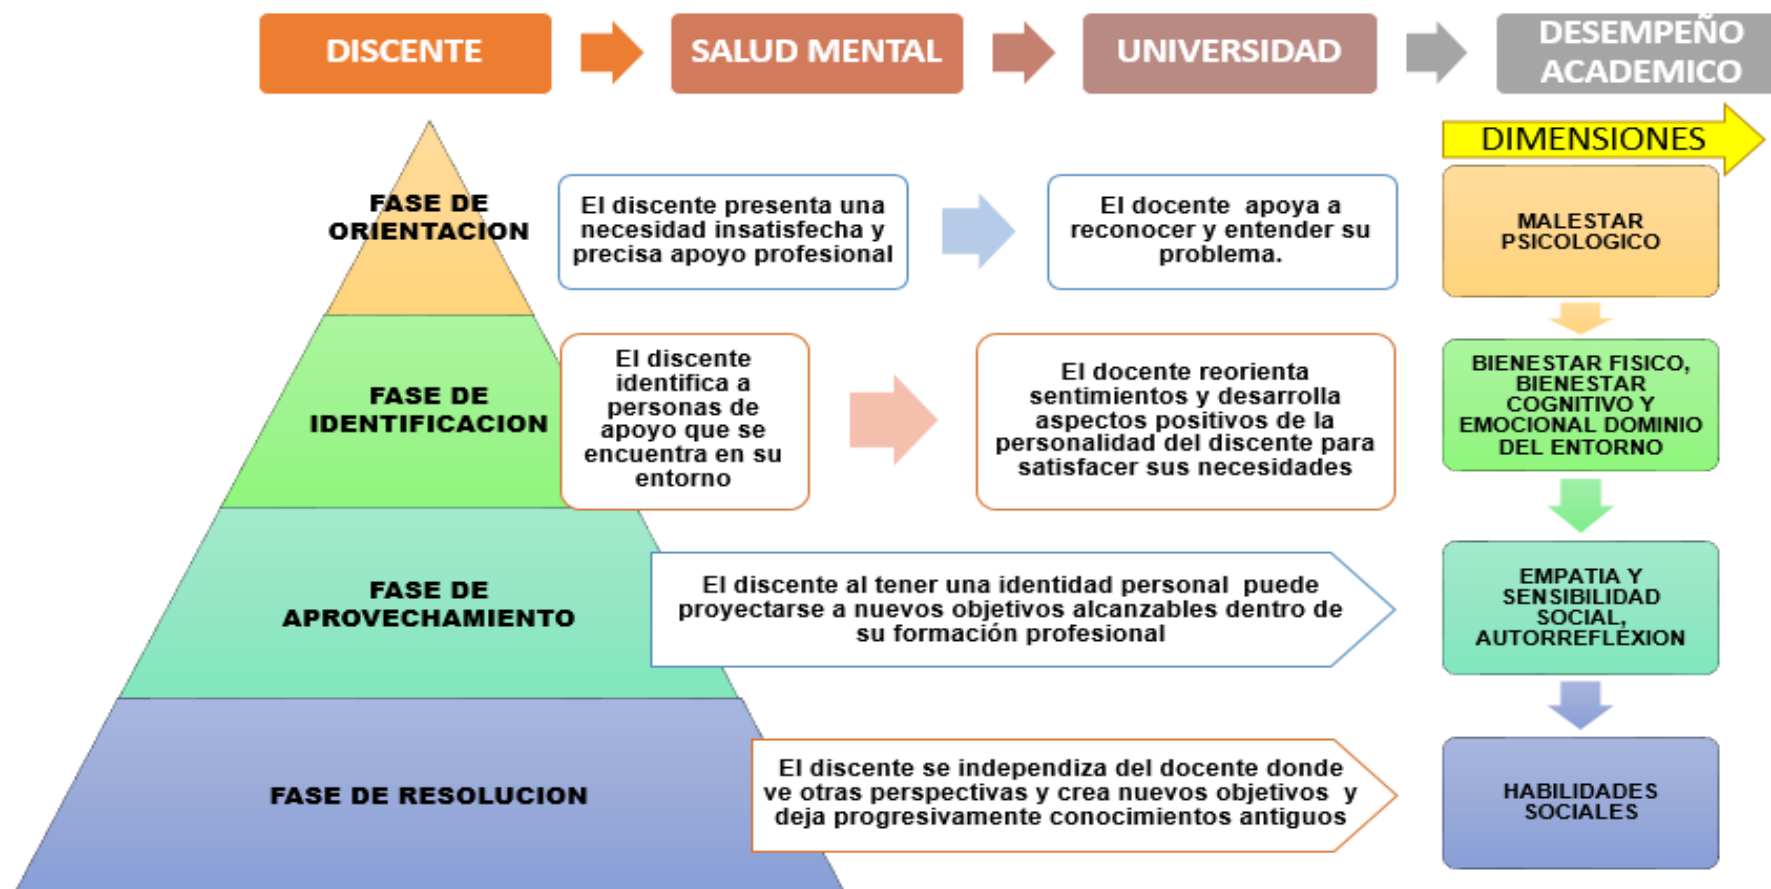 DISCENTE
SALUD MENTAL
UNIVERSIDAD
DESEMPEÑO
ACADEMICO
DIMENSIONES
FASE DE
ORIENTACION
El discente presenta una
necesidad insatisfecha y
precisa apoyo profesional
El docente apoya a
reconocer y entender su
problema.
MALESTAR
PSICOLOGICO
FASE DE
IDENTIFICACION
El discente
identifica a
personas de
apoyo que se
encuentra en su
entorno
El docente reorienta
sentimientos y desarrolla
aspectos positivos de la
personalidad del discente para
satisfacer sus necesidades
BIENESTAR FISICO,
BIENESTAR
COGNITIVO Y
EMOCIONAL DOMINIO
DEL ENTORNO
FASE DE
APROVECHAMIENTO
El discente al tener una identidad personal puede
proyectarse a nuevos objetivos alcanzables dentro de
su formación profesional
EMPATIA Y
SENSIBILIDAD
SOCIAL,
AUTORREFLEXION
FASE DE RESOLUCION
El discente se independiza del docente donde
ve otras perspectivas y crea nuevos objetivos y
deja progresivamente conocimientos antiguos
HABILIDADES
SOCIALES